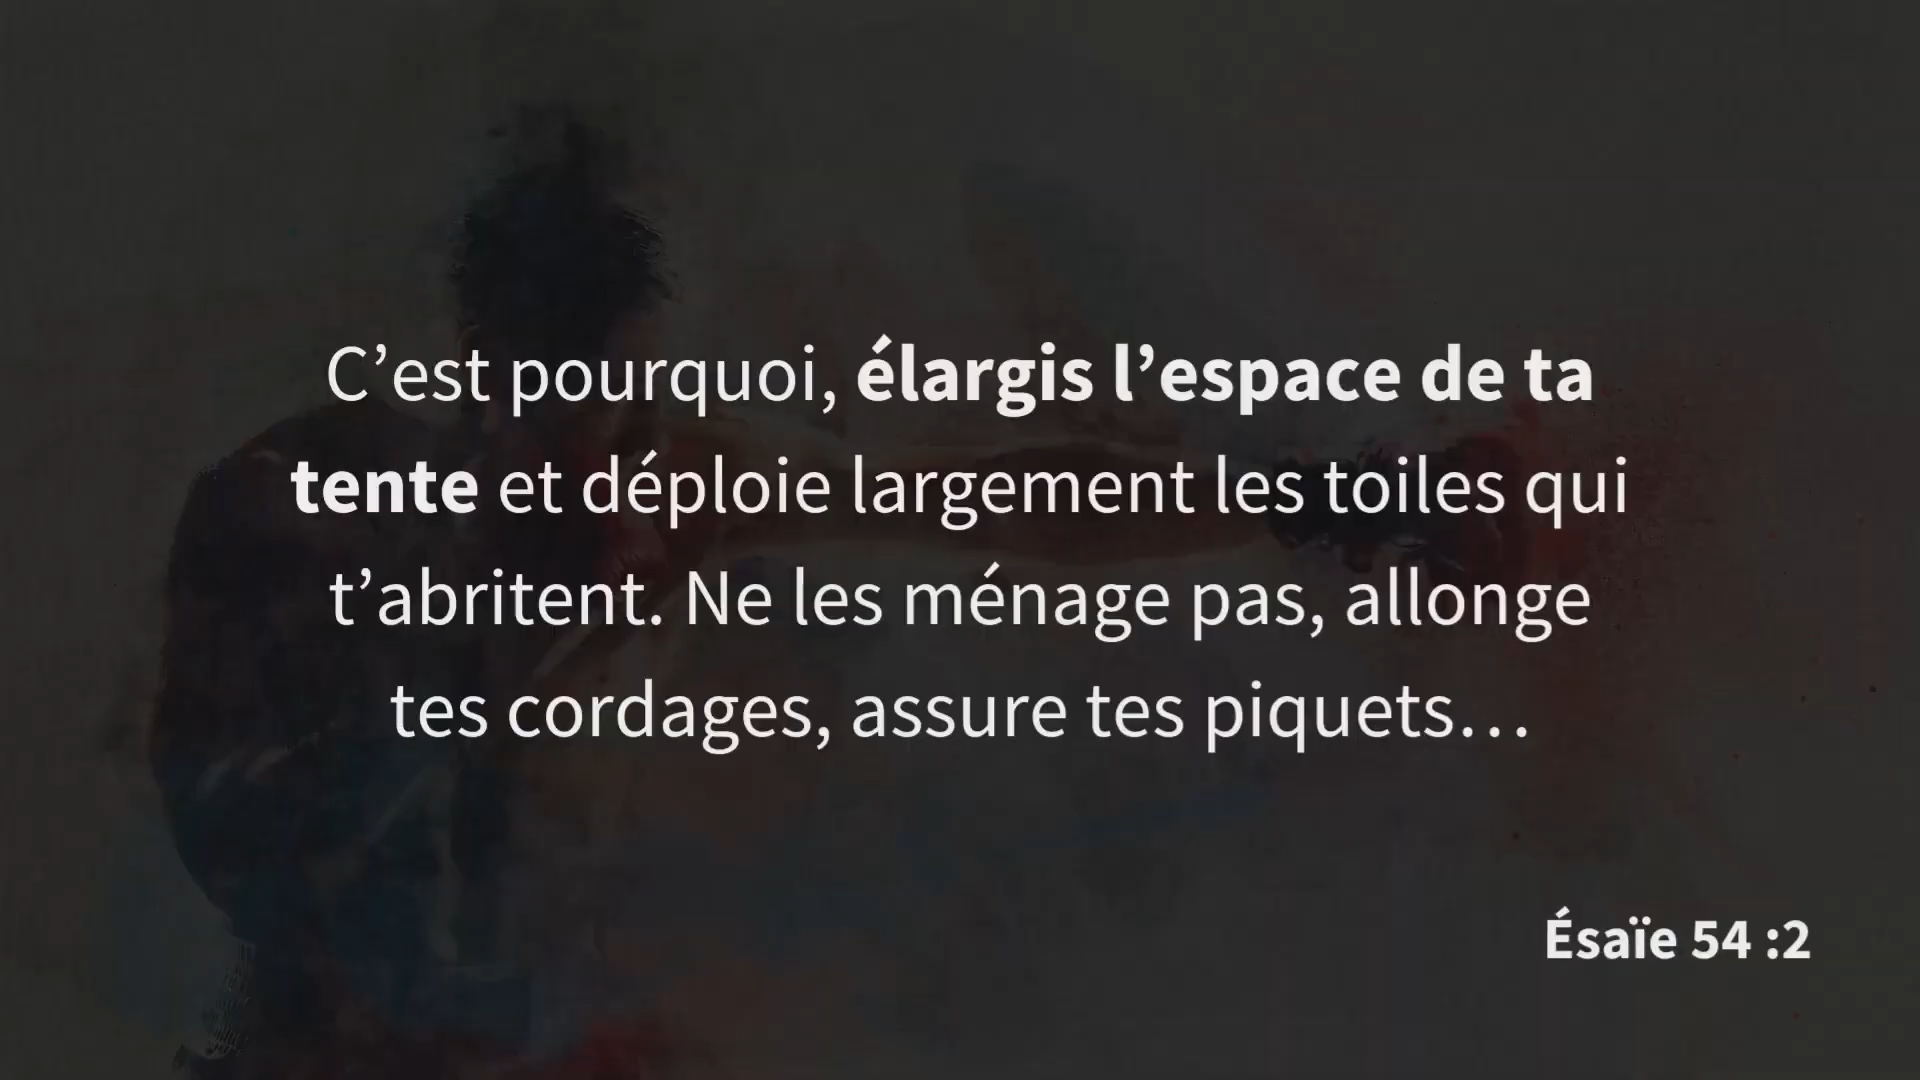 C’est pourquoi, élargis l’espace de ta
tente et déploie largement les toiles qui
t’abritent. Ne les ménage pas, allonge
tes cordages, assure tes piquets…
Ésaïe 54 :2